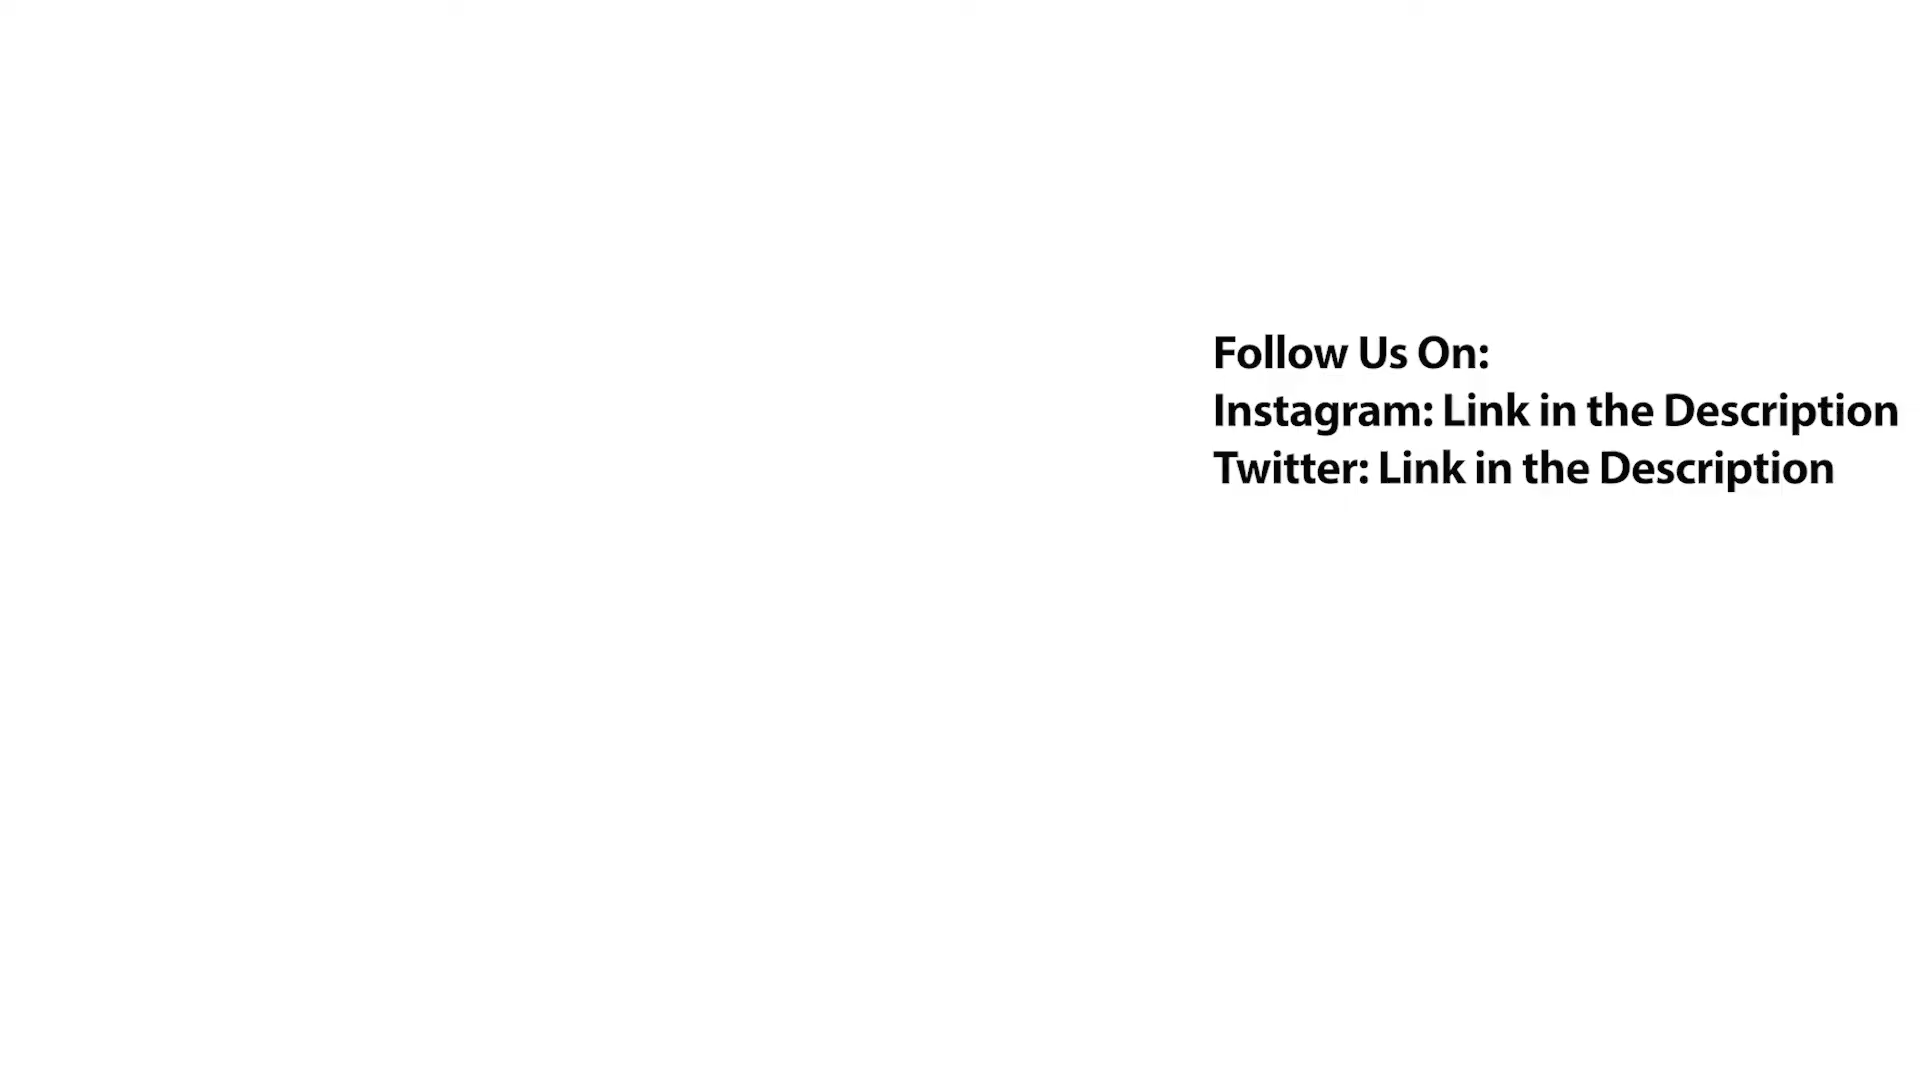 Follow Us On:
Instagram: Link in the Description
Twitter: Link in the Description